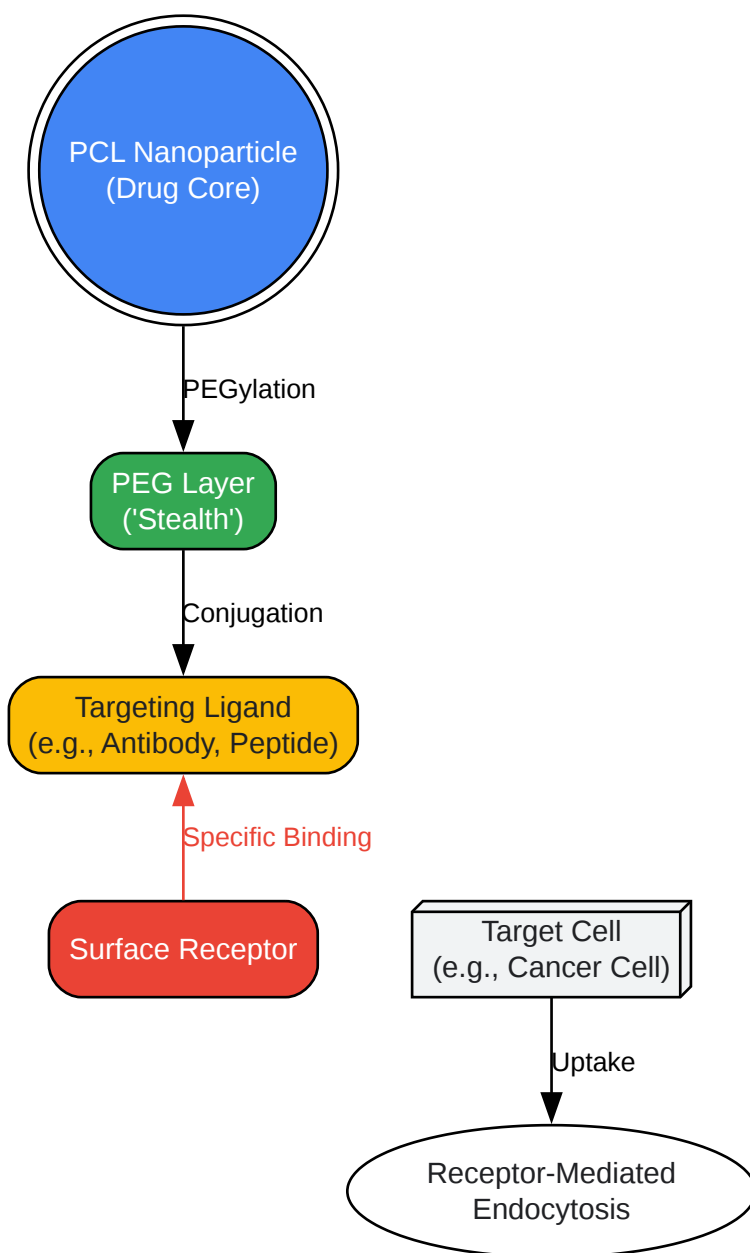 PCL Nanoparticle
(Drug Core)
PEGylation
PEG Layer
('Stealth')
Conjugation
Targeting Ligand
(e.g., Antibody, Peptide)
Specific Binding
Surface Receptor
Target Cell
(e.g., Cancer Cell)
Uptake
Receptor-Mediated
Endocytosis